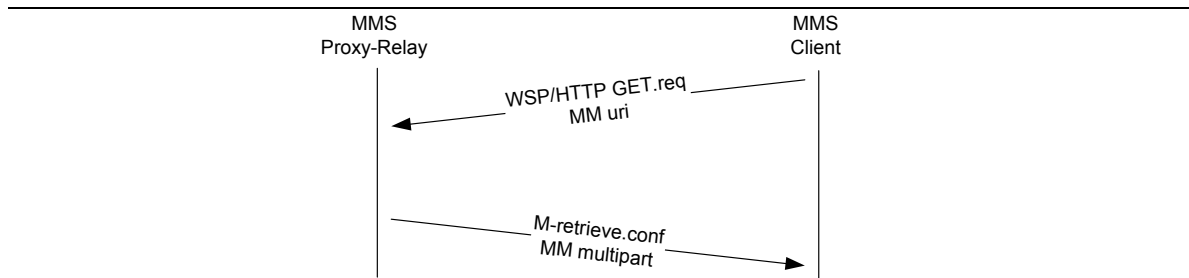 MMS
Proxy-Relay
MMS
Client
WSP/HTTP GET.req
MM uri
M-retrieve.conf
MM multipart